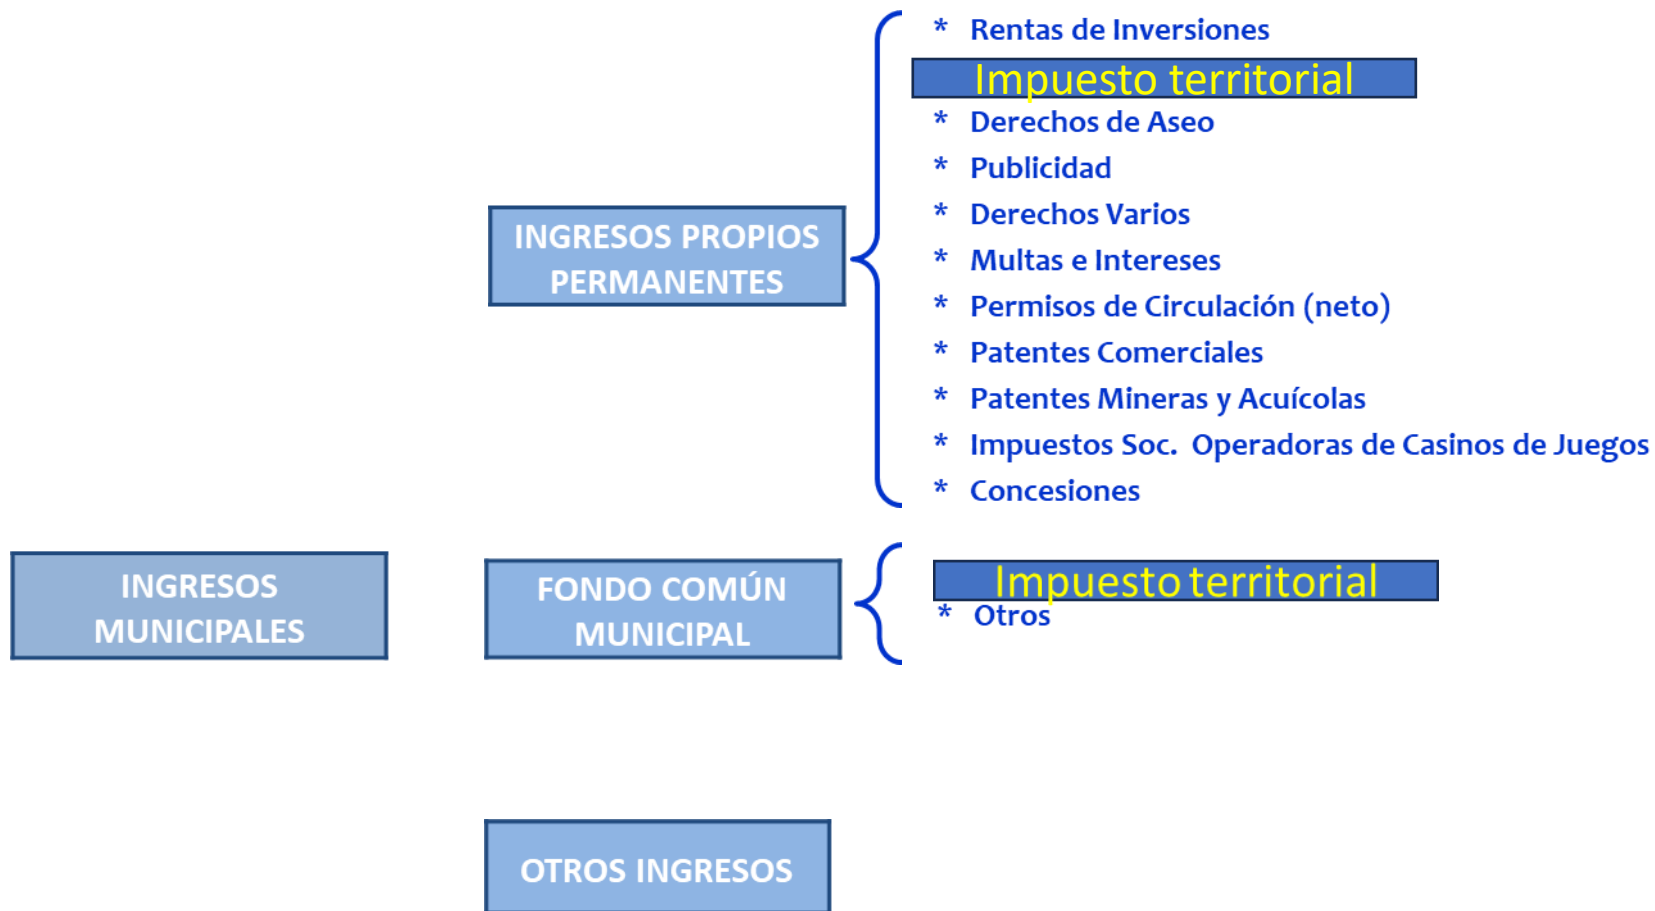 * Rentas de Inversiones
Impuesto territorial
* Derechos de Aseo
* Publicidad
* Derechos Varios
* Multas e Intereses
* Permisos de Circulación (neto)
* Patentes Comerciales
* Patentes Mineras y Acuícolas
* Impuestos Soc. Operadoras de Casinos de Juegos
* Concesiones
INGRESOS PROPIOS
PERMANENTES
INGRESOS
MUNICIPALES
FONDO COMÚN
MUNICIPAL
Impuesto territorial
* Otros
OTROS INGRESOS